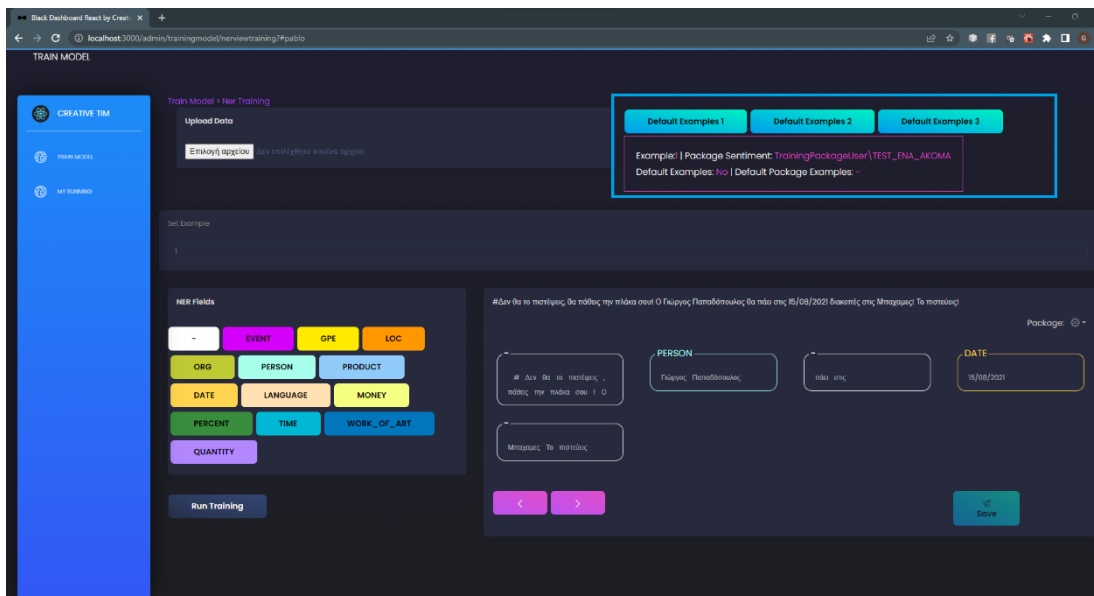 Black Dashboard React by Creati
localhost:3000/admin/trainingmodel/nerviewtraining?#pablo
TRAIN MODEL
CREATIVE TIM
TRAIN MODEL
MY RUNNING
Train Model > Ner Training
Upload Data
Επιλογή αρχείου Δεν επιλέχθηκε κανένα αρχείο.
Default Examples 1 Default Examples 2 Default Examples 3
Example:1 | Package Sentiment: TrainingPackageUser\TEST_ENA_AKOMA
Default Examples: No | Default Package Examples: -
Set Example
1
NER Fields
- EVENT GPE LOC
ORG PERSON PRODUCT
DATE LANGUAGE MONEY
PERCENT TIME WORK_OF_ART
QUANTITY
Run Training
#Δεν θα το πιστέψεις, θα πάθεις την πλάκα σου! Ο Γιώργος Παπαδόπουλος θα πάει στις 15/08/2021 διακοπές στις Μπαχαμες! Το πιστεύεις!
Package:
-
# Δεν θα το πιστέψεις ,
πάθεις την πλάκα σου ! Ο
PERSON
Γιώργος Παπαδόπουλος
-
πάει στις
DATE
15/08/2021
-
Μπαχαμες Το πιστεύεις
Save